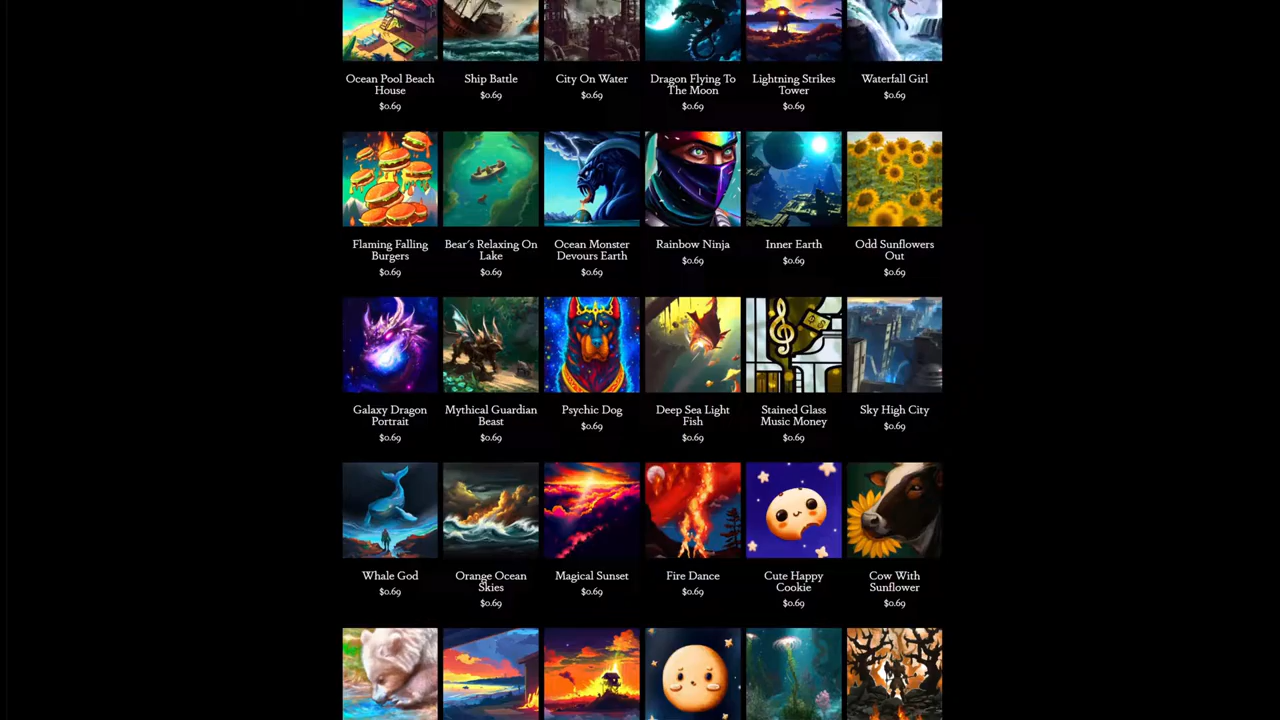 Ocean Pool Beach
House
$0.69
Ship Battle
$0.69
City On Water
$0.69
Dragon Flying To
The Moon
$0.69
Lightning Strikes
Tower
$0.69
Waterfall Girl
$0.69
Flaming Falling
Burgers
$0.69
Bear's Relaxing On
Lake
$0.69
Ocean Monster
Devours Earth
$0.69
Rainbow Ninja
$0.69
Inner Earth
$0.69
Odd Sunflowers
Out
$0.69
Galaxy Dragon
Portrait
$0.69
Mythical Guardian
Beast
$0.69
Psychic Dog
$0.69
Deep Sea Light
Fish
$0.69
Stained Glass
Music Money
$0.69
Sky High City
$0.69
Whale God
$0.69
Orange Ocean
Skies
$0.69
Magical Sunset
$0.69
Fire Dance
$0.69
Cute Happy
Cookie
$0.69
Cow With
Sunflower
$0.69